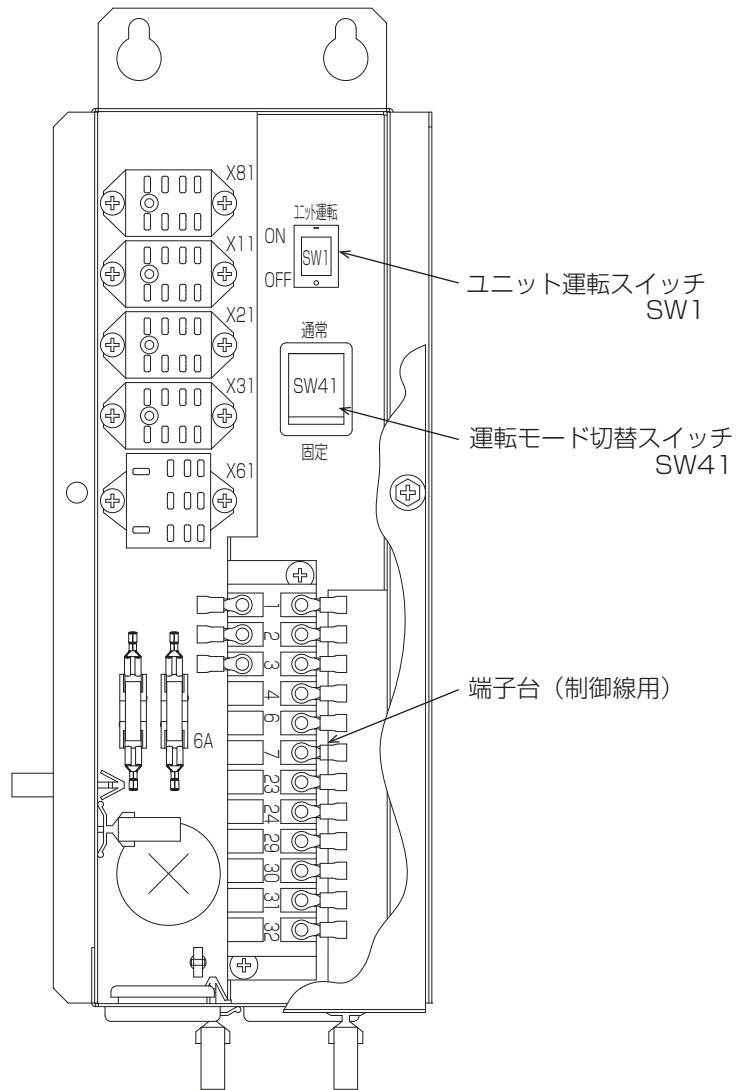 X81
X11
X21
X31
X61
ﾕﾆｯﾄ運転
ON
SW1
OFF
ユニット運転スイッチ
SW1
通常
SW41
固定
運転モード切替スイッチ
SW41
1
2
3
4
6
7
23
24
29
30
31
32
6A
端子台（制御線用）